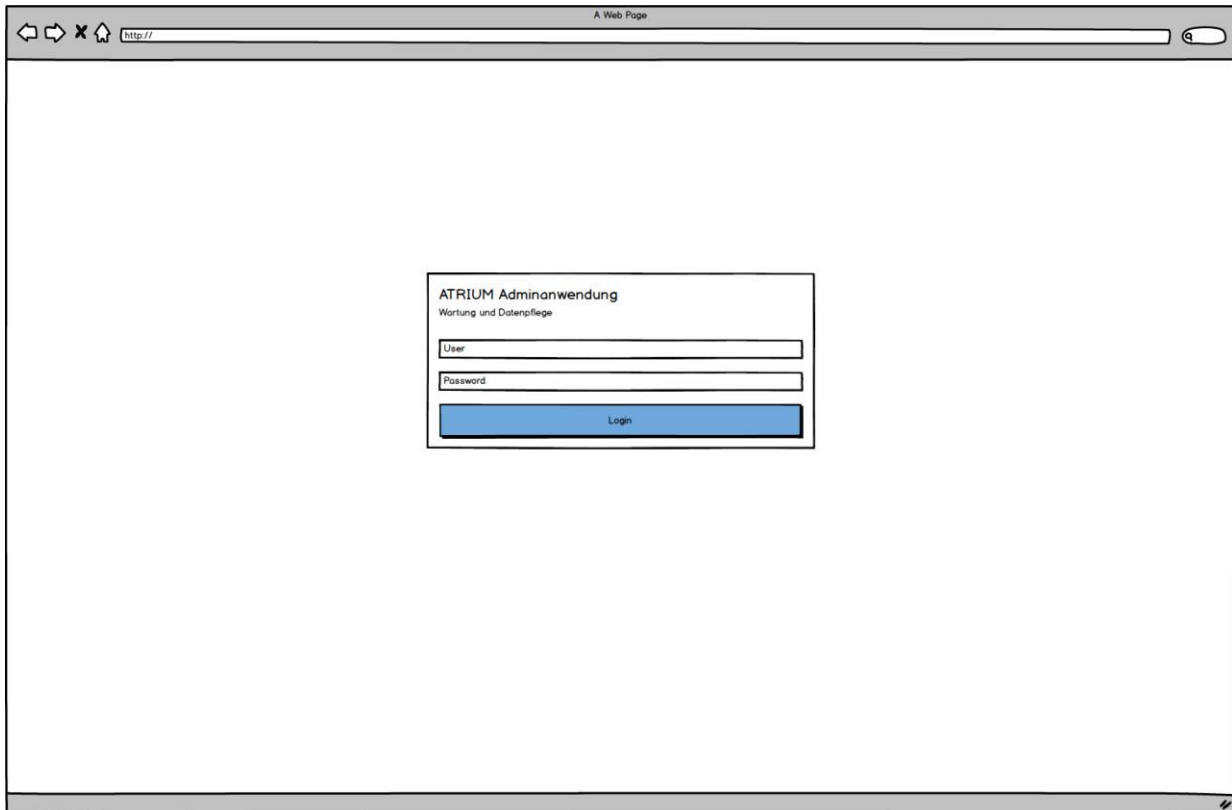 A Web Page
http://
ATRIUM Adminanwendung
Wartung und Datenpflege
User
Password
Login